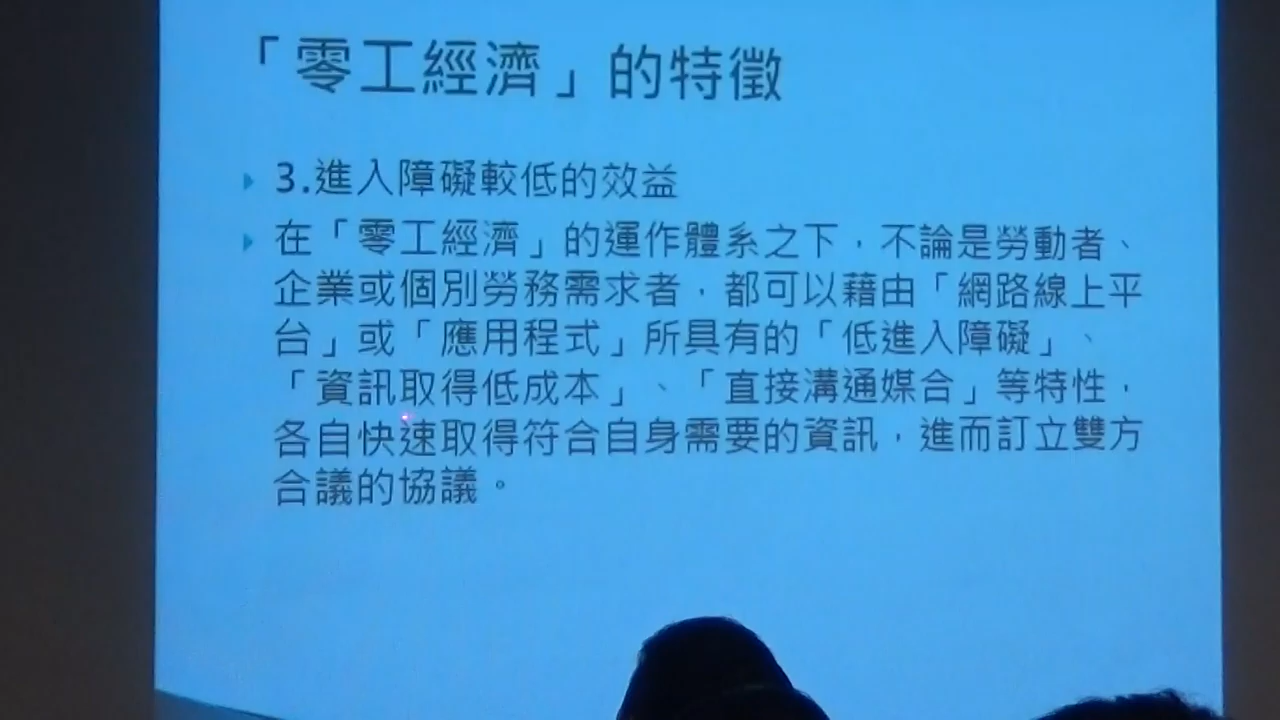 「零工經濟」的特徵
3.進入障礙較低的效益
在「零工經濟」的運作體系之下，不論是勞動者、
企業或個別勞務需求者，都可以藉由「網路線上平
台」或「應用程式」所具有的「低進入障礙」、
「資訊取得低成本」、「直接溝通媒合」等特性，
各自快速取得符合自身需要的資訊，進而訂立雙方
合議的協議。